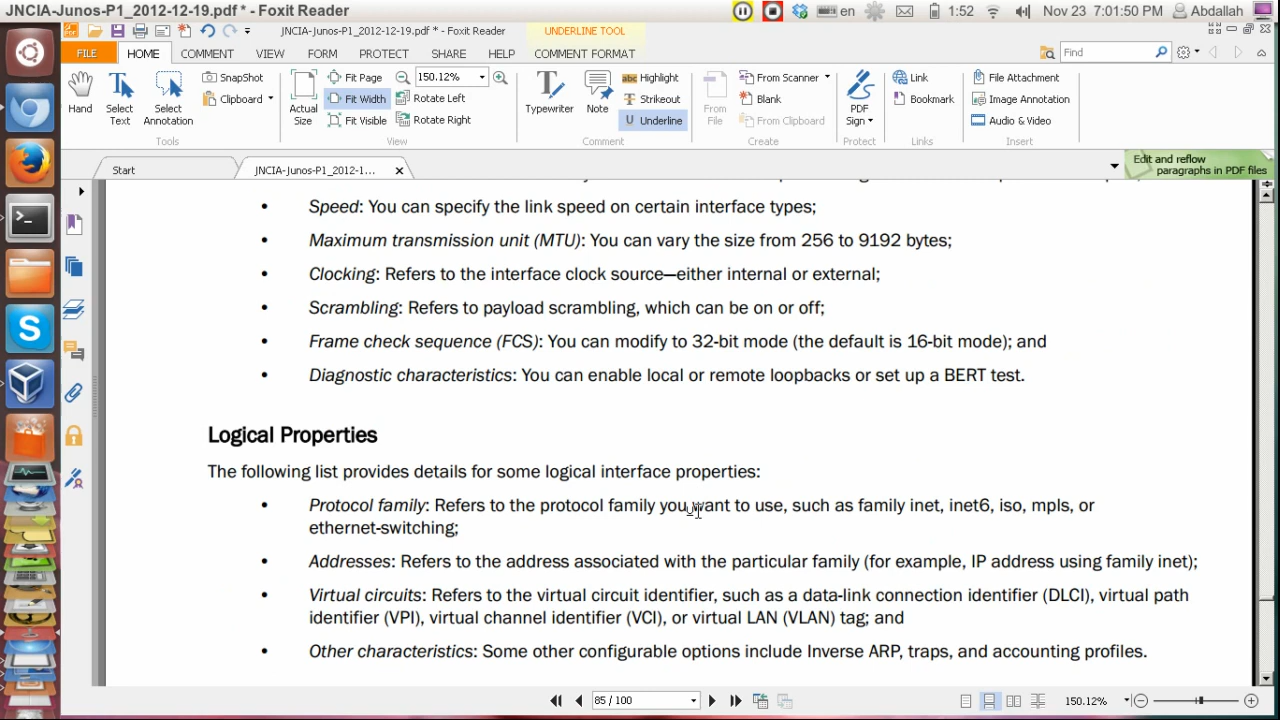 JNCIA-Junos-P1_2012-12-19.pdf * - Foxit Reader
en
1:52
Nov 23 7:01:50 PM
Abdallah
JNCIA-Junos-P1_2012-12-19.pdf * - Foxit Reader
UNDERLINE TOOL
FILE HOME COMMENT VIEW FORM PROTECT SHARE HELP COMMENT FORMAT
Find
Hand
Select Text
Select Annotation
SnapShot
Clipboard
Tools
Actual Size
Fit Page
Fit Width
Fit Visible
150.12%
Rotate Left
Rotate Right
View
Typewriter
Note
Highlight
Strikeout
Underline
Comment
From File
From Scanner
Blank
From Clipboard
Create
PDF Sign
Protect
Link
Bookmark
Links
File Attachment
Image Annotation
Audio & Video
Insert
Start
JNCIA-Junos-P1_2012-1...
Edit and reflow
paragraphs in PDF files
• Speed: You can specify the link speed on certain interface types;
• Maximum transmission unit (MTU): You can vary the size from 256 to 9192 bytes;
• Clocking: Refers to the interface clock source—either internal or external;
• Scrambling: Refers to payload scrambling, which can be on or off;
• Frame check sequence (FCS): You can modify to 32-bit mode (the default is 16-bit mode); and
• Diagnostic characteristics: You can enable local or remote loopbacks or set up a BERT test.
Logical Properties
The following list provides details for some logical interface properties:
• Protocol family: Refers to the protocol family you want to use, such as family inet, inet6, iso, mpls, or
ethernet-switching;
• Addresses: Refers to the address associated with the particular family (for example, IP address using family inet);
• Virtual circuits: Refers to the virtual circuit identifier, such as a data-link connection identifier (DLCI), virtual path
identifier (VPI), virtual channel identifier (VCI), or virtual LAN (VLAN) tag; and
• Other characteristics: Some other configurable options include Inverse ARP, traps, and accounting profiles.
85 / 100
150.12%